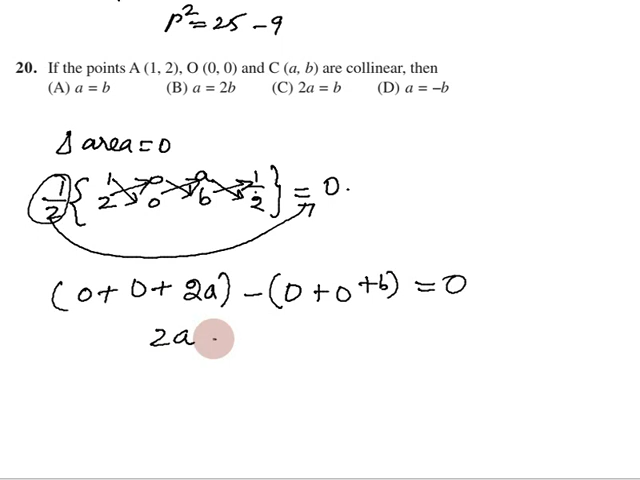 p² = 25 - 9
20. If the points A (1, 2), O (0, 0) and C (a, b) are collinear, then
(A) a = b (B) a = 2b (C) 2a = b (D) a = –b
Δ area = 0
1/2 { 1 0 a 1
2 0 b 2 } = 0.
(0 + 0 + 2a) - (0 + 0 + b) = 0
2a -